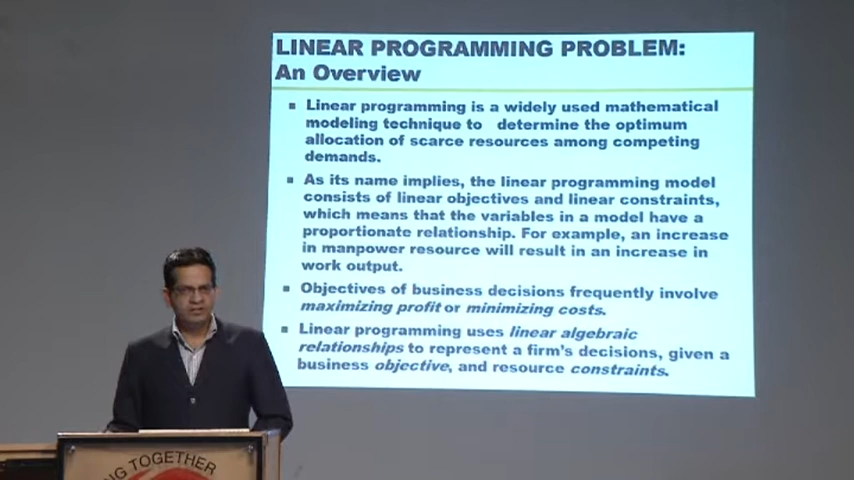 LINEAR PROGRAMMING PROBLEM:
An Overview
Linear programming is a widely used mathematical
modeling technique to determine the optimum
allocation of scarce resources among competing
demands.
As its name implies, the linear programming model
consists of linear objectives and linear constraints,
which means that the variables in a model have a
proportionate relationship. For example, an increase
in manpower resource will result in an increase in
work output.
Objectives of business decisions frequently involve
maximizing profit or minimizing costs.
Linear programming uses linear algebraic
relationships to represent a firm's decisions, given a
business objective, and resource constraints.
TOGETHER